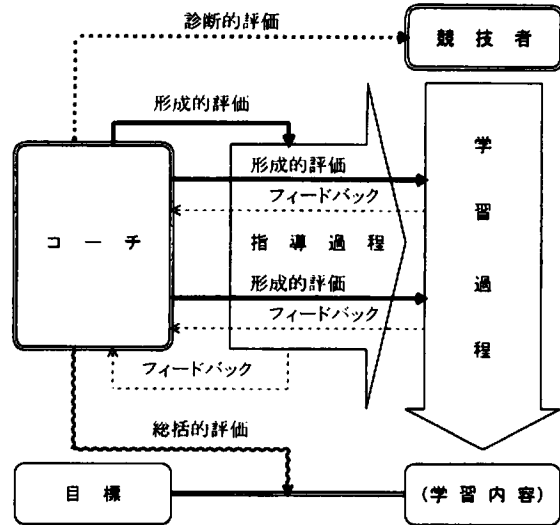 診断的評価
競技者
形成的評価
形成的評価
フィードバック
コーチ
指導過程
学習過程
形成的評価
フィードバック
フィードバック
総括的評価
目標
(学習内容)